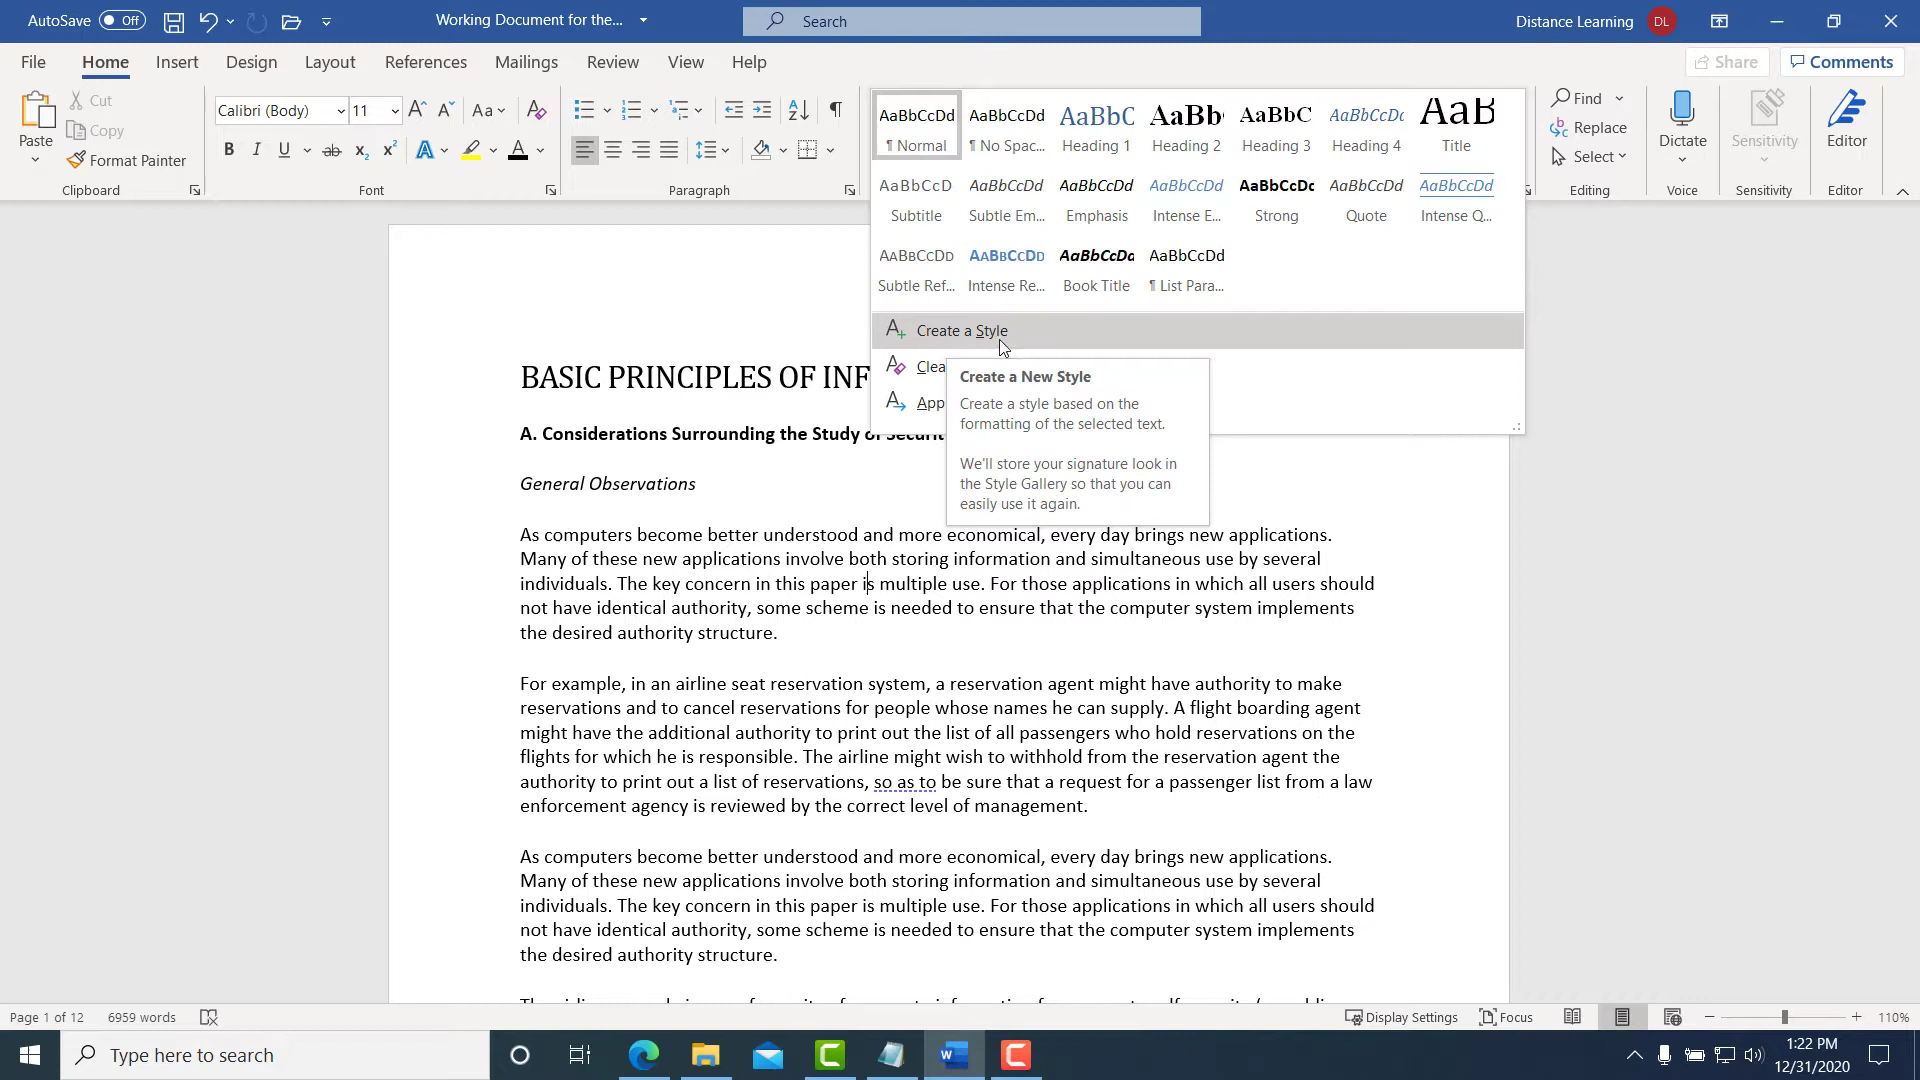 AutoSave Off
Working Document for the...
Search
Distance Learning DL
File Home Insert Design Layout References Mailings Review View Help
Share Comments
Paste
Cut
Copy
Format Painter
Clipboard
Calibri (Body) 11
Aa
B I U ab x₂ x²
A A
Font
Paragraph
AaBbCcDd AaBbCcDd AaBbC AaBb AaBbC AaBbCcDc AaB
¶ Normal ¶ No Spac... Heading 1 Heading 2 Heading 3 Heading 4 Title
AaBbCcD AaBbCcDd AaBbCcDd AaBbCcDd AaBbCcDc AaBbCcDd AaBbCcDd
Subtitle Subtle Em... Emphasis Intense E... Strong Quote Intense Q...
AaBbCcDd AaBbCcDd AaBbCcDd AaBbCcDd
Subtle Ref... Intense Re... Book Title ¶ List Para...
Create a Style
Clea
App
Create a New Style
Create a style based on the
formatting of the selected text.
We'll store your signature look in
the Style Gallery so that you can
easily use it again.
Find
Replace
Select
Editing
Dictate
Voice
Sensitivity
Sensitivity
Editor
Editor
BASIC PRINCIPLES OF INF
A. Considerations Surrounding the Study of Securit
General Observations
As computers become better understood and more economical, every day brings new applications.
Many of these new applications involve both storing information and simultaneous use by several
individuals. The key concern in this paper is multiple use. For those applications in which all users should
not have identical authority, some scheme is needed to ensure that the computer system implements
the desired authority structure.
For example, in an airline seat reservation system, a reservation agent might have authority to make
reservations and to cancel reservations for people whose names he can supply. A flight boarding agent
might have the additional authority to print out the list of all passengers who hold reservations on the
flights for which he is responsible. The airline might wish to withhold from the reservation agent the
authority to print out a list of reservations, so as to be sure that a request for a passenger list from a law
enforcement agency is reviewed by the correct level of management.
As computers become better understood and more economical, every day brings new applications.
Many of these new applications involve both storing information and simultaneous use by several
individuals. The key concern in this paper is multiple use. For those applications in which all users should
not have identical authority, some scheme is needed to ensure that the computer system implements
the desired authority structure.
Page 1 of 12 6959 words
Display Settings Focus 110%
Type here to search
1:22 PM
12/31/2020